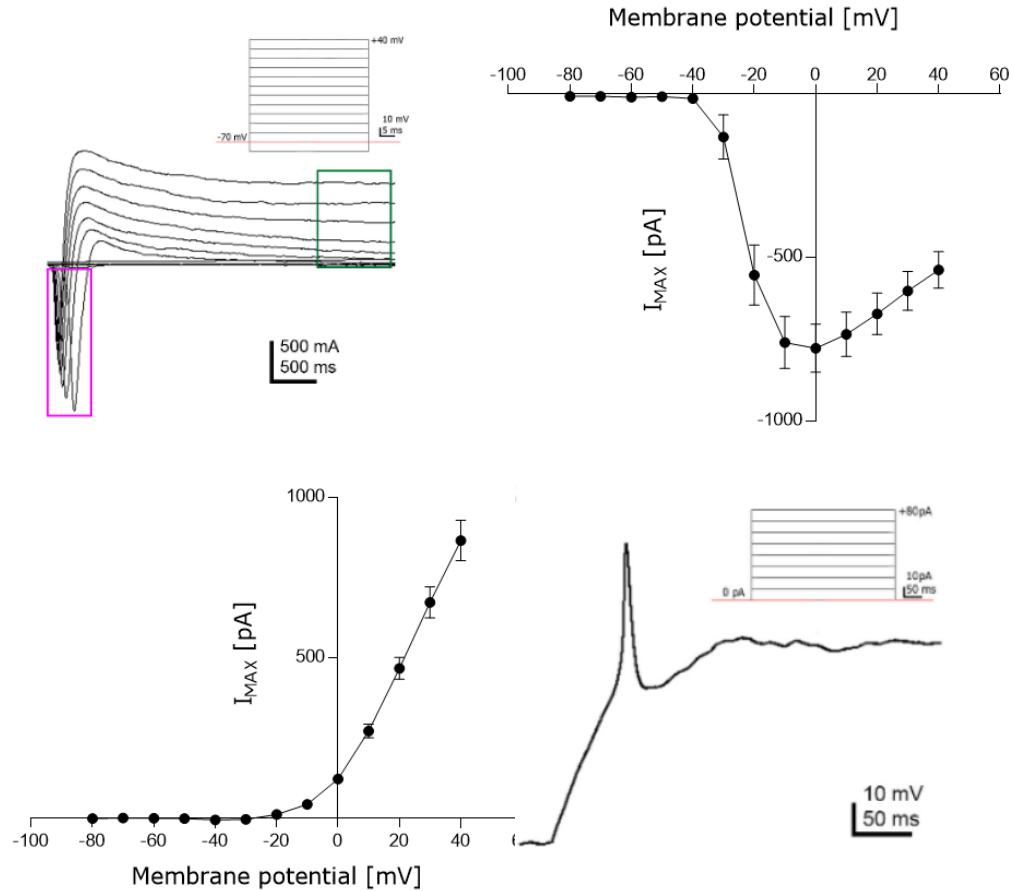 +40 mV
10 mV
5 ms
-70 mV
500 mA
500 ms
Membrane potential [mV]
-100 -80 -60 -40 -20 0 20 40 60
-500
-1000
IMAX [pA]
1000
500
IMAX [pA]
-100 -80 -60 -40 -20 0 20 40
Membrane potential [mV]
+80pA
10pA
50 ms
0 pA
10 mV
50 ms